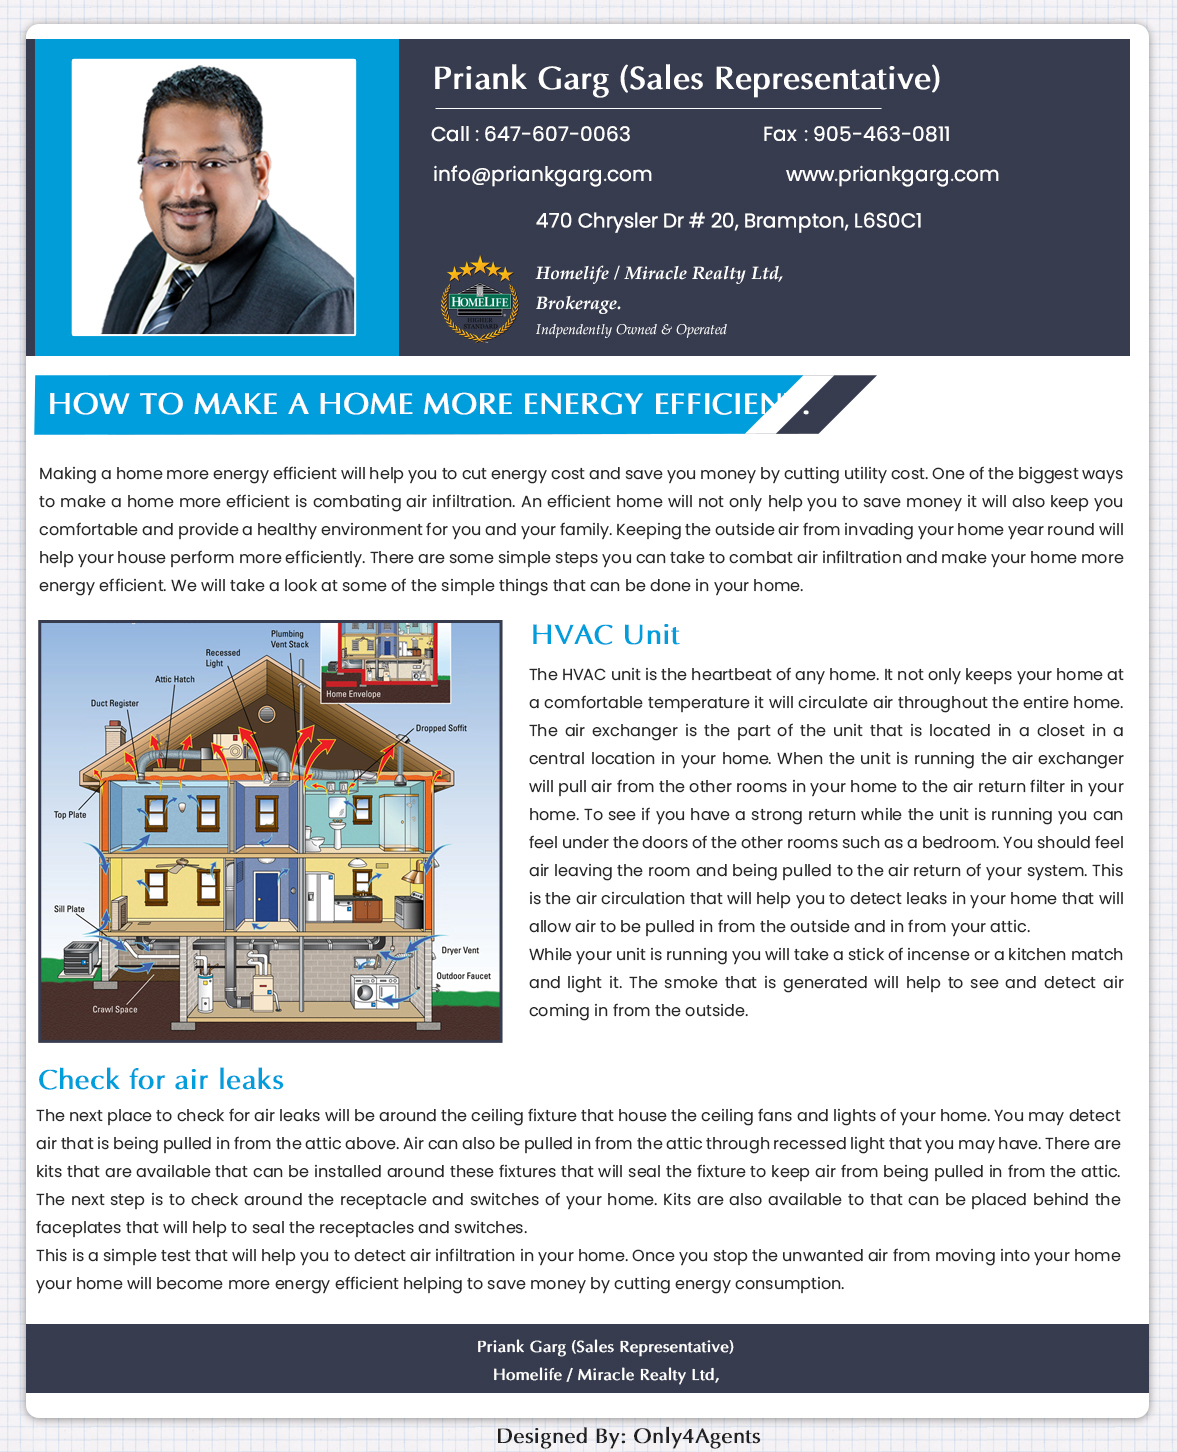 Priank Garg (Sales Representative)
Call : 647-607-0063
Fax : 905-463-0811
info@priankgarg.com
www.priankgarg.com
470 Chrysler Dr # 20, Brampton, L6S0C1
HOMELIFE
HIGHER
STANDARDS
Homelife / Miracle Realty Ltd,
Brokerage.
Indpendently Owned & Operated
HOW TO MAKE A HOME MORE ENERGY EFFICIENT.
Making a home more energy efficient will help you to cut energy cost and save you money by cutting utility cost. One of the biggest ways
to make a home more efficient is combating air infiltration. An efficient home will not only help you to save money it will also keep you
comfortable and provide a healthy environment for you and your family. Keeping the outside air from invading your home year round will
help your house perform more efficiently. There are some simple steps you can take to combat air infiltration and make your home more
energy efficient. We will take a look at some of the simple things that can be done in your home.
Plumbing
Vent Stack
Recessed
Light
Attic Hatch
Duct Register
Home Envelope
Dropped Soffit
Top Plate
Sill Plate
Dryer Vent
Outdoor Faucet
Crawl Space
HVAC Unit
The HVAC unit is the heartbeat of any home. It not only keeps your home at
a comfortable temperature it will circulate air throughout the entire home.
The air exchanger is the part of the unit that is located in a closet in a
central location in your home. When the unit is running the air exchanger
will pull air from the other rooms in your home to the air return filter in your
home. To see if you have a strong return while the unit is running you can
feel under the doors of the other rooms such as a bedroom. You should feel
air leaving the room and being pulled to the air return of your system. This
is the air circulation that will help you to detect leaks in your home that will
allow air to be pulled in from the outside and in from your attic.
While your unit is running you will take a stick of incense or a kitchen match
and light it. The smoke that is generated will help to see and detect air
coming in from the outside.
Check for air leaks
The next place to check for air leaks will be around the ceiling fixture that house the ceiling fans and lights of your home. You may detect
air that is being pulled in from the attic above. Air can also be pulled in from the attic through recessed light that you may have. There are
kits that are available that can be installed around these fixtures that will seal the fixture to keep air from being pulled in from the attic.
The next step is to check around the receptacle and switches of your home. Kits are also available to that can be placed behind the
faceplates that will help to seal the receptacles and switches.
This is a simple test that will help you to detect air infiltration in your home. Once you stop the unwanted air from moving into your home
your home will become more energy efficient helping to save money by cutting energy consumption.
Priank Garg (Sales Representative)
Homelife / Miracle Realty Ltd,
Designed By: Only4Agents